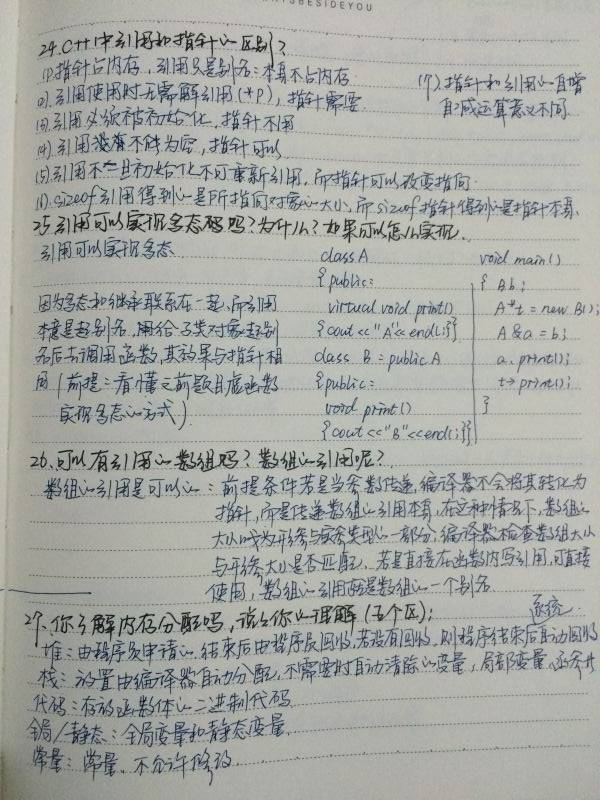 BESIDEYOU
24.C++中引用和指针的区别?
(1).指针占内存,引用只是别名;本身不占内存
(2).引用使用时无需解引用(*p),指针需要
(3).引用必须被初始化,指针不用
(4).引用没有不能为空,指针可以
(5).引用不一旦初始化不可重新引用,而指针可以改变指向
(6).sizeof引用得到的是所指向对象的大小,而sizeof指针得到的是指针本身.
(7).指针和引用的自增
自减运算意义不同
25.引用可以实现多态码吗?为什么?如果可以怎么实现.
引用可以实现多态
因为多态和继承联系在一起,而引用
本意是起别名,用给子类对象起别
名后去调用函数,其效果与指针相
同(前提:看懂之前题目虚函数
实现多态的方式)
class A
{public:
virtual void print()
{cout<<"A"<<endl;}}
class B=public A
{public:
void print()
{cout<<"B"<<endl;}}
void main()
{ B b;
A*t=new B();
A &a=b;
a.print();
t->print();
}
26.可以有引用的数组吗?数组的引用呢?
数组的引用是可以的:前提条件若是当参数传递,编译器不会将其转化为
指针,而是传递数组的引用本身,在这种情况下,数组的
大小成为形参与实参类型的一部分,编译器检查数组大小
与形参大小是否匹配,若是直接在函数内写引用,可直接
使用,数组的引用既是数组的一个别名.
27.你了解内存分配吗,谈谈你的理解(五个区):
系统
堆:由程序员申请的,结束后由程序员回收,若没有回收,则程序结束后自动回收
栈:放置由编译器自动分配,不需要时自动清除的变量,局部变量、函参等
代码:存放函数体的二进制代码
全局/静态:全局变量和静态变量.
常量:常量,不允许修改.